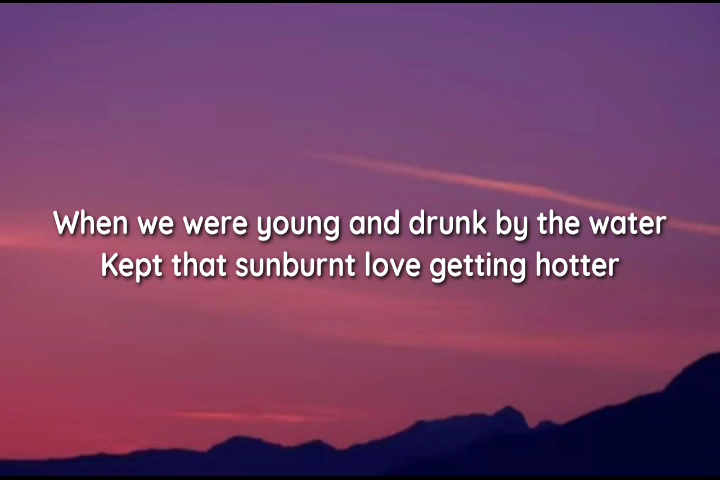 When we were young and drunk by the water
Kept that sunburnt love getting hotter